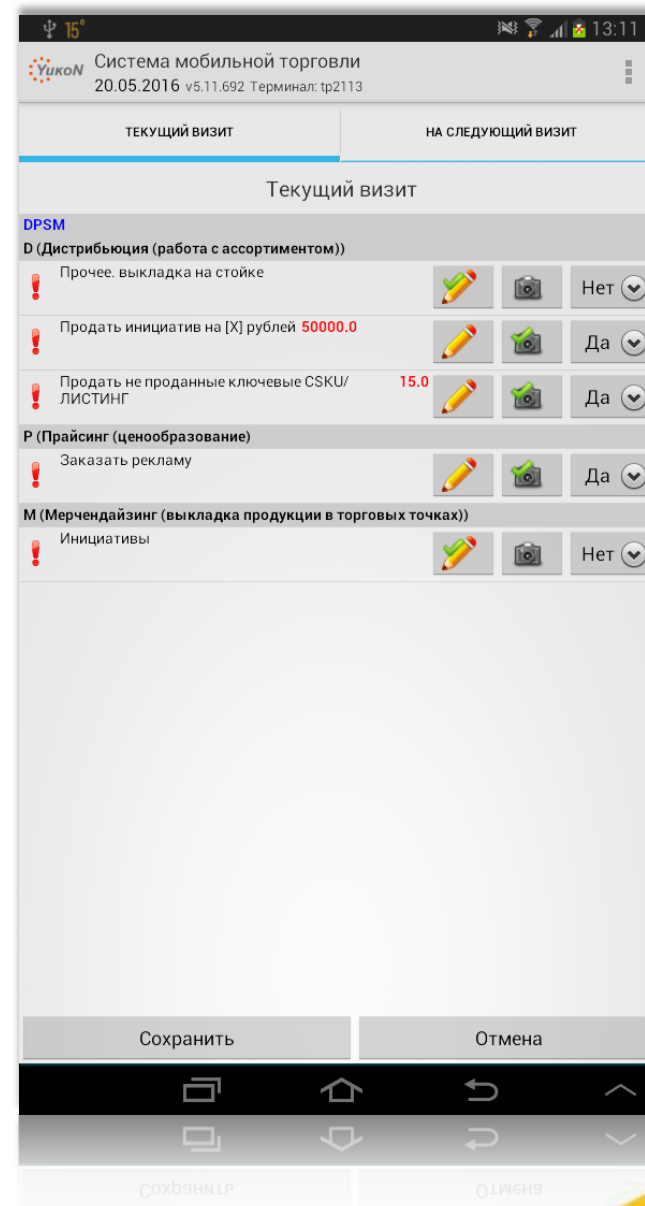 15°
13:11
YukoN
Система мобильной торговли
20.05.2016 v5.11.692 Терминал: tp2113
ТЕКУЩИЙ ВИЗИТ
НА СЛЕДУЮЩИЙ ВИЗИТ
Текущий визит
DPSM
D (Дистрибьюция (работа с ассортиментом))
Прочее. выкладка на стойке
Нет
Продать инициатив на [X] рублей 50000.0
Да
Продать не проданные ключевые CSKU/
ЛИСТИНГ
15.0
Да
P (Прайсинг (ценообразование)
Заказать рекламу
Да
M (Мерчендайзинг (выкладка продукции в торговых точках))
Инициативы
Нет
Сохранить
Отмена
Сохранить
Отмена